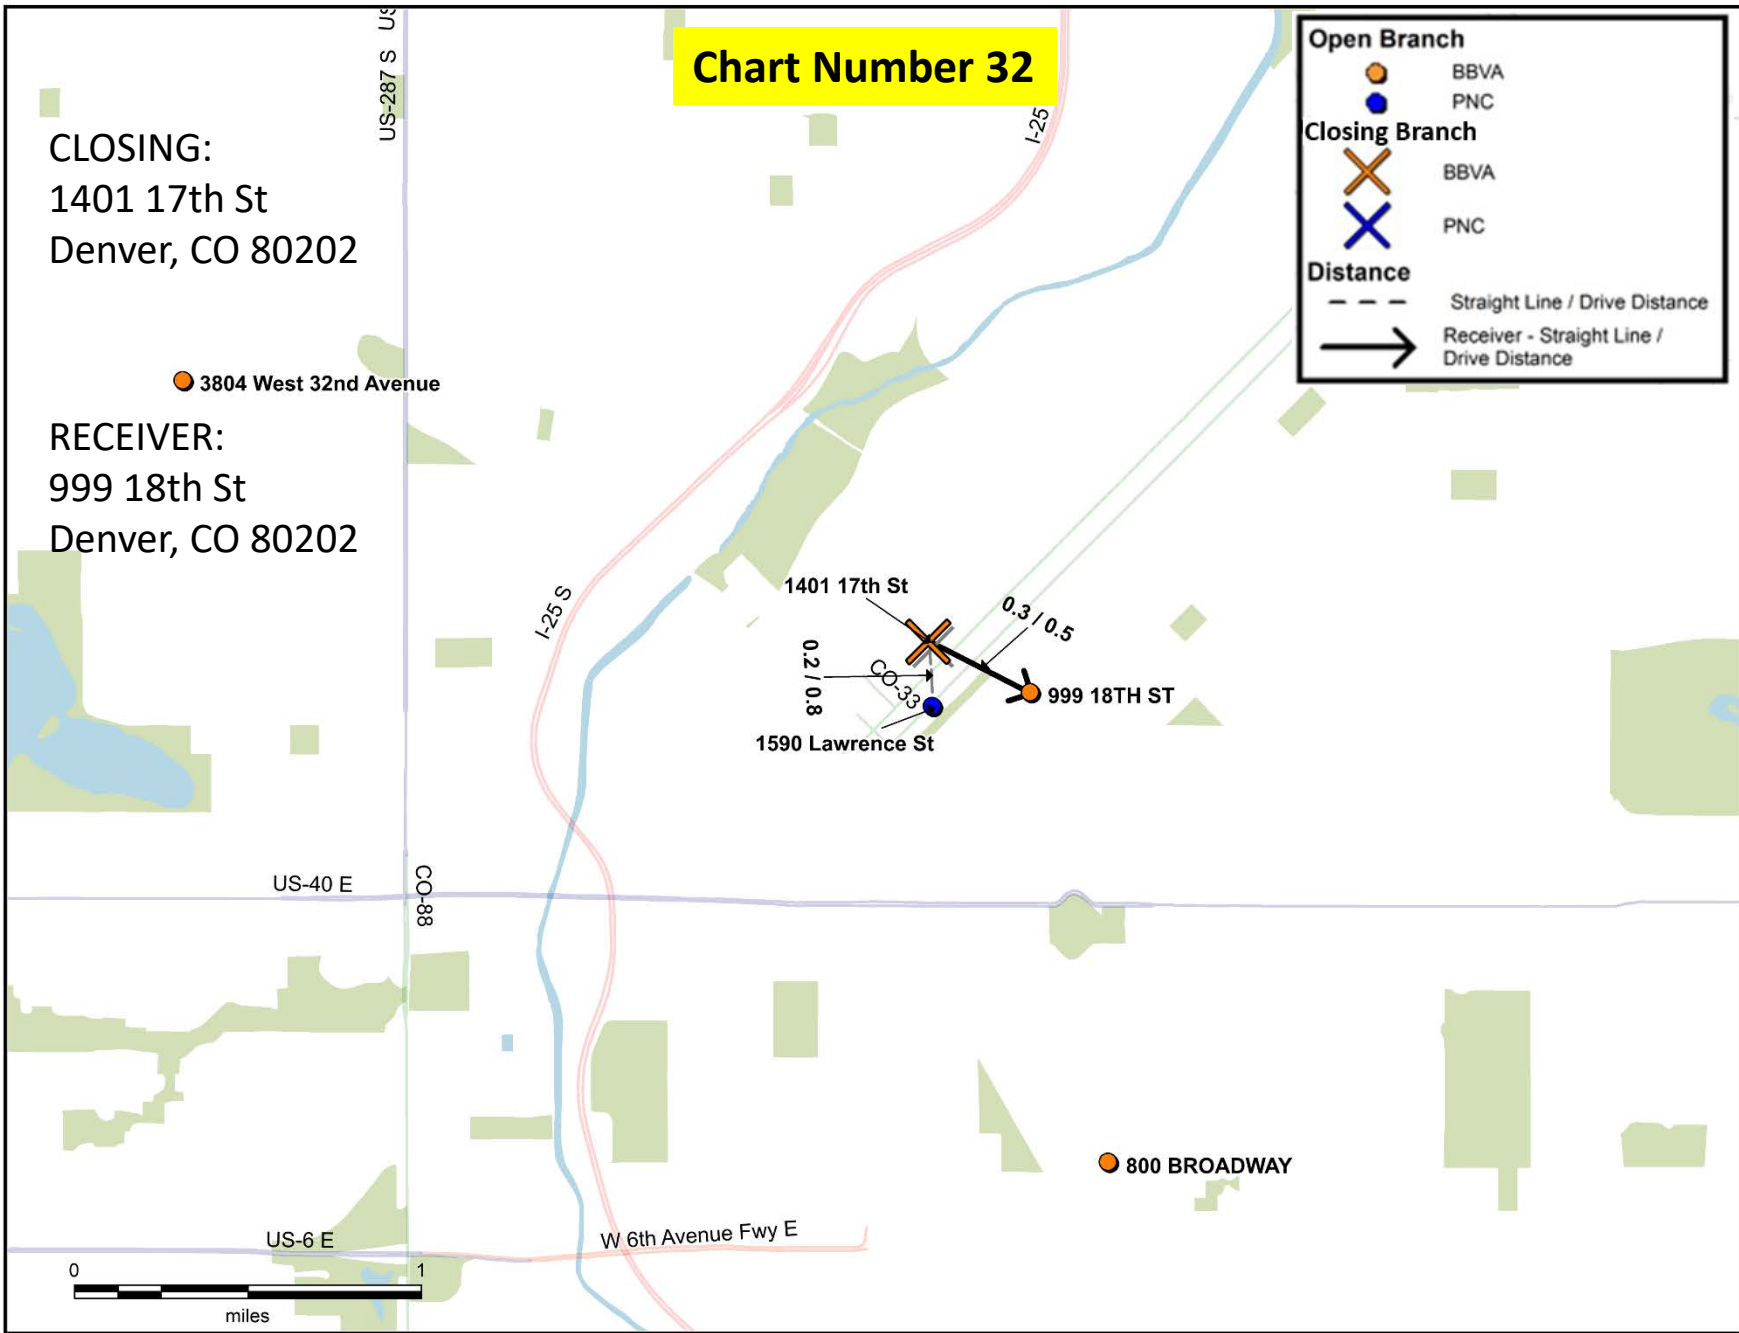 Chart Number 32
US-287 S
US
I-25
Open Branch
BBVA
PNC
Closing Branch
BBVA
PNC
Distance
Straight Line / Drive Distance
Receiver - Straight Line /
Drive Distance
CLOSING:
1401 17th St
Denver, CO 80202
3804 West 32nd Avenue
RECEIVER:
999 18th St
Denver, CO 80202
I-25 S
1401 17th St
0.3 / 0.5
0.2 / 0.8
CO-33
999 18TH ST
1590 Lawrence St
US-40 E
CO-88
800 BROADWAY
US-6 E
W 6th Avenue Fwy E
0 1
miles